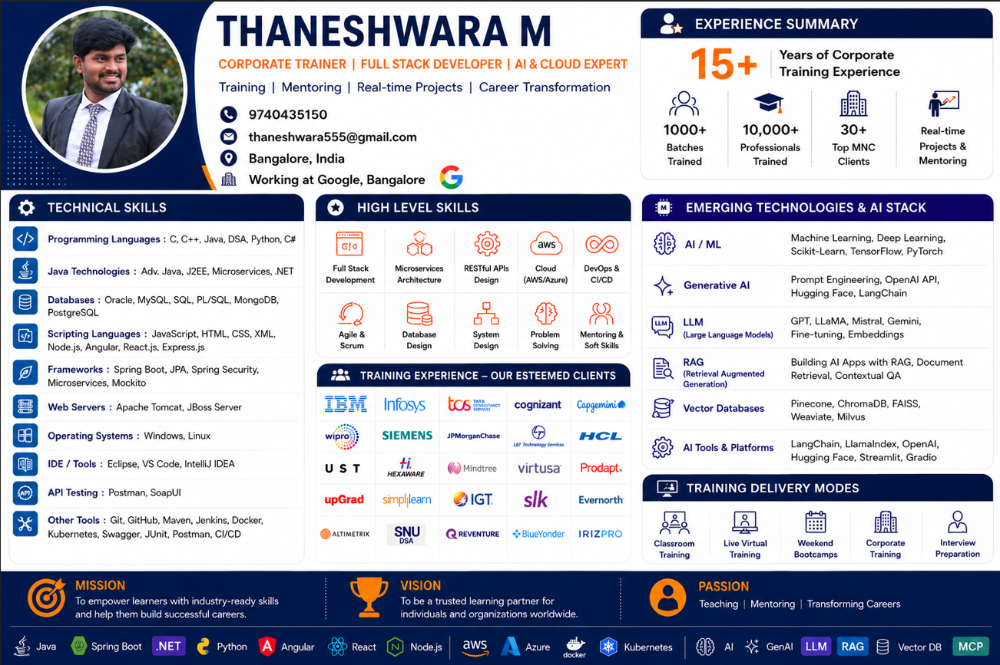 THANESHWARA M
CORPORATE TRAINER | FULL STACK DEVELOPER | AI & CLOUD EXPERT
Training | Mentoring | Real-time Projects | Career Transformation
9740435150
thaneshwara555@gmail.com
Bangalore, India
Working at Google, Bangalore
G
EXPERIENCE SUMMARY
15+
Years of Corporate
Training Experience
1000+
Batches
Trained
10,000+
Professionals
Trained
30+
Top MNC
Clients
Real-time
Projects &
Mentoring
TECHNICAL SKILLS
Programming Languages : C, C++, Java, DSA, Python, C#
Java Technologies : Adv. Java, J2EE, Microservices, .NET
Databases : Oracle, MySQL, SQL, PL/SQL, MongoDB,
PostgreSQL
Scripting Languages : JavaScript, HTML, CSS, XML,
Node.js, Angular, React.js, Express.js
Frameworks : Spring Boot, JPA, Spring Security,
Microservices, Mockito
Web Servers : Apache Tomcat, JBoss Server
Operating Systems : Windows, Linux
IDE / Tools : Eclipse, VS Code, IntelliJ IDEA
API
API Testing : Postman, SoapUI
Other Tools : Git, GitHub, Maven, Jenkins, Docker,
Kubernetes, Swagger, JUnit, Postman, CI/CD
HIGH LEVEL SKILLS
Full Stack
Development
Microservices
Architecture
RESTful APIs
Design
aws
Cloud
(AWS/Azure)
DevOps &
CI/CD
Agile &
Scrum
Database
Design
System
Design
Problem
Solving
Mentoring &
Soft Skills
TRAINING EXPERIENCE – OUR ESTEEMED CLIENTS
IBM
Infosys
tcs TATA
CONSULTANCY
SERVICES
cognizant
Capgemini
wipro
SIEMENS
JPMorganChase
L&T Technology Services
HCL
UST
Hi.
HEXAWARE
Mindtree
virtusa
Prodapt.
upGrad
simplilearn
IGT
slk
Evernorth
ALTIMETRIK
SNU
DSA
REVENTURE
BlueYonder
IRIZPRO
M
EMERGING TECHNOLOGIES & AI STACK
AI / ML
Machine Learning, Deep Learning,
Scikit-Learn, TensorFlow, PyTorch
Generative AI
Prompt Engineering, OpenAI API,
Hugging Face, LangChain
LLM
LLM
(Large Language Models)
GPT, LLaMA, Mistral, Gemini,
Fine-tuning, Embeddings
RAG
(Retrieval Augmented
Generation)
Building AI Apps with RAG, Document
Retrieval, Contextual QA
Vector Databases
Pinecone, ChromaDB, FAISS,
Weaviate, Milvus
AI Tools & Platforms
LangChain, LlamaIndex, OpenAI,
Hugging Face, Streamlit, Gradio
TRAINING DELIVERY MODES
Classroom
Training
Live Virtual
Training
Weekend
Bootcamps
Corporate
Training
Interview
Preparation
MISSION
To empower learners with industry-ready skills
and help them build successful careers.
VISION
To be a trusted learning partner for
individuals and organizations worldwide.
PASSION
Teaching | Mentoring | Transforming Careers
Java
Spring Boot
.NET
Python
Angular
React
Node.js
aws
Azure
docker
Kubernetes
AI
GenAI
LLM
RAG
Vector DB
MCP